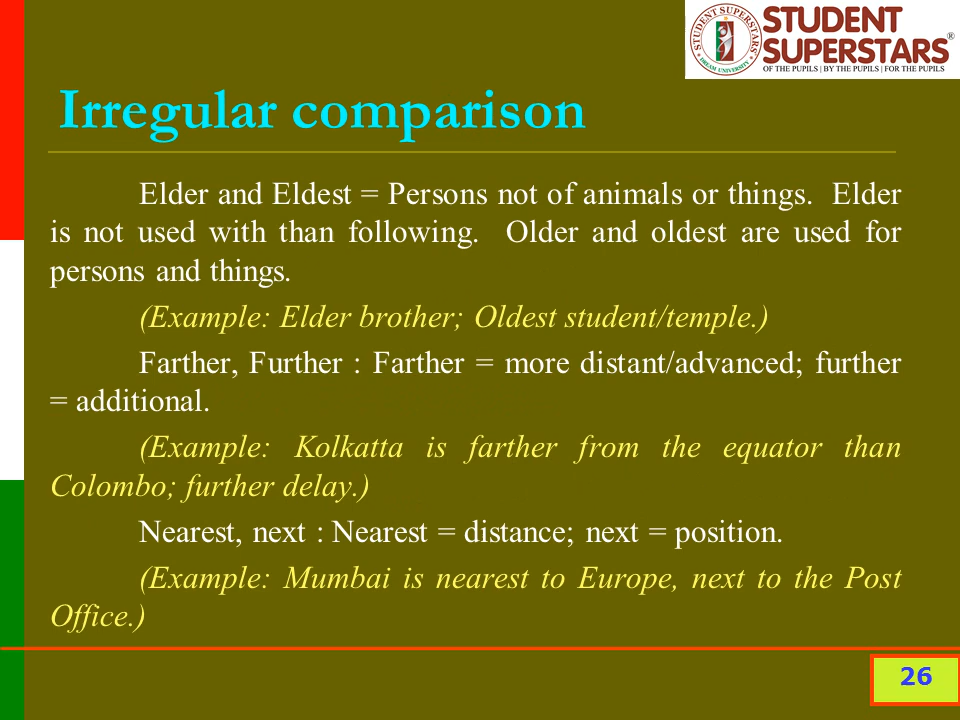 STUDENT SUPERSTARS
DREAM UNIVERSITY
STUDENT
SUPERSTARS®
OF THE PUPILS | BY THE PUPILS | FOR THE PUPILS
Irregular comparison
Elder and Eldest = Persons not of animals or things. Elder
is not used with than following. Older and oldest are used for
persons and things.
(Example: Elder brother; Oldest student/temple.)
Farther, Further : Farther = more distant/advanced; further
= additional.
(Example: Kolkatta is farther from the equator than
Colombo; further delay.)
Nearest, next : Nearest = distance; next = position.
(Example: Mumbai is nearest to Europe, next to the Post
Office.)
26